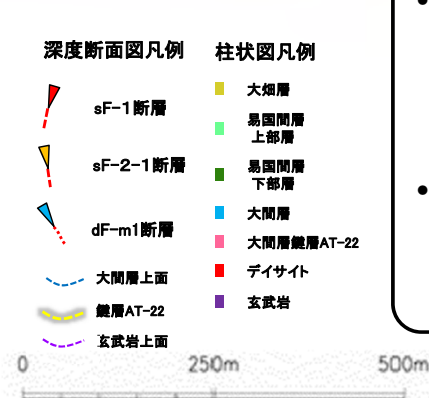 深度断面図凡例
sF-1断層
sF-2-1断層
dF-m1断層
大間層上面
鍵層AT-22
玄武岩上面
柱状図凡例
大畑層
易国間層
上部層
易国間層
下部層
大間層
大間層鍵層AT-22
デイサイト
玄武岩
0 250m 500m